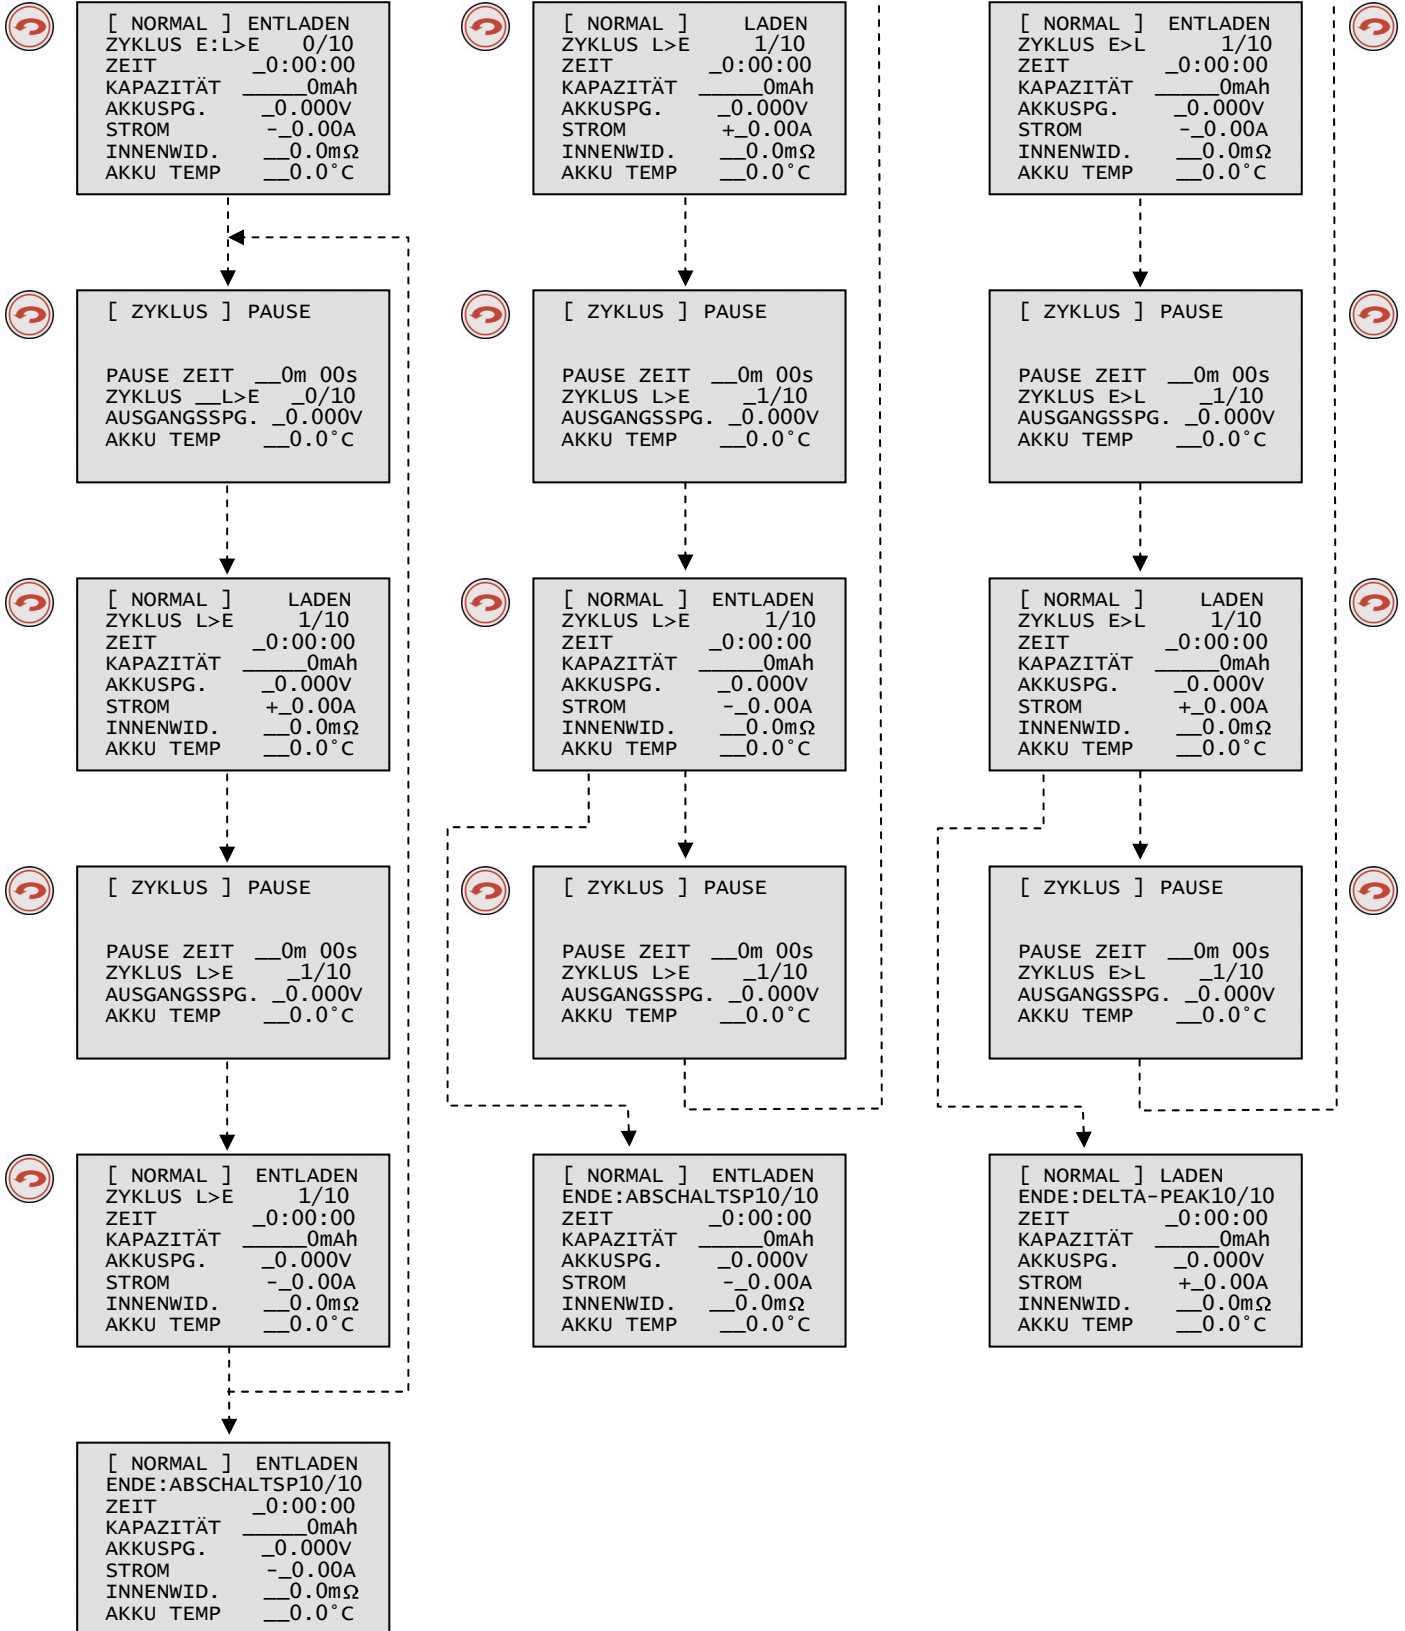 [ NORMAL ] ENTLADEN
ZYKLUS E:L>E 0/10
ZEIT _0:00:00
KAPAZITÄT _____0mAh
AKKUSPG. _0.000V
STROM -_0.00A
INNENWID. __0.0mΩ
AKKU TEMP __0.0°C
[ ZYKLUS ] PAUSE
PAUSE ZEIT __0m 00s
ZYKLUS __L>E _0/10
AUSGANGSSPG. _0.000V
AKKU TEMP __0.0°C
[ NORMAL ] LADEN
ZYKLUS L>E 1/10
ZEIT _0:00:00
KAPAZITÄT _____0mAh
AKKUSPG. _0.000V
STROM +_0.00A
INNENWID. __0.0mΩ
AKKU TEMP __0.0°C
[ ZYKLUS ] PAUSE
PAUSE ZEIT __0m 00s
ZYKLUS L>E _1/10
AUSGANGSSPG. _0.000V
AKKU TEMP __0.0°C
[ NORMAL ] ENTLADEN
ZYKLUS L>E 1/10
ZEIT _0:00:00
KAPAZITÄT _____0mAh
AKKUSPG. _0.000V
STROM -_0.00A
INNENWID. __0.0mΩ
AKKU TEMP __0.0°C
[ NORMAL ] ENTLADEN
ENDE:ABSCHALTSP10/10
ZEIT _0:00:00
KAPAZITÄT _____0mAh
AKKUSPG. _0.000V
STROM -_0.00A
INNENWID. __0.0mΩ
AKKU TEMP __0.0°C
[ NORMAL ] LADEN
ZYKLUS L>E 1/10
ZEIT _0:00:00
KAPAZITÄT _____0mAh
AKKUSPG. _0.000V
STROM +_0.00A
INNENWID. __0.0mΩ
AKKU TEMP __0.0°C
[ ZYKLUS ] PAUSE
PAUSE ZEIT __0m 00s
ZYKLUS L>E _1/10
AUSGANGSSPG. _0.000V
AKKU TEMP __0.0°C
[ NORMAL ] ENTLADEN
ZYKLUS L>E 1/10
ZEIT _0:00:00
KAPAZITÄT _____0mAh
AKKUSPG. _0.000V
STROM -_0.00A
INNENWID. __0.0mΩ
AKKU TEMP __0.0°C
[ ZYKLUS ] PAUSE
PAUSE ZEIT __0m 00s
ZYKLUS L>E _1/10
AUSGANGSSPG. _0.000V
AKKU TEMP __0.0°C
[ NORMAL ] ENTLADEN
ENDE:ABSCHALTSP10/10
ZEIT _0:00:00
KAPAZITÄT _____0mAh
AKKUSPG. _0.000V
STROM -_0.00A
INNENWID. __0.0mΩ
AKKU TEMP __0.0°C
[ NORMAL ] ENTLADEN
ZYKLUS E>L 1/10
ZEIT _0:00:00
KAPAZITÄT _____0mAh
AKKUSPG. _0.000V
STROM -_0.00A
INNENWID. __0.0mΩ
AKKU TEMP __0.0°C
[ ZYKLUS ] PAUSE
PAUSE ZEIT __0m 00s
ZYKLUS E>L _1/10
AUSGANGSSPG. _0.000V
AKKU TEMP __0.0°C
[ NORMAL ] LADEN
ZYKLUS E>L 1/10
ZEIT _0:00:00
KAPAZITÄT _____0mAh
AKKUSPG. _0.000V
STROM +_0.00A
INNENWID. __0.0mΩ
AKKU TEMP __0.0°C
[ ZYKLUS ] PAUSE
PAUSE ZEIT __0m 00s
ZYKLUS E>L _1/10
AUSGANGSSPG. _0.000V
AKKU TEMP __0.0°C
[ NORMAL ] LADEN
ENDE:DELTA-PEAK10/10
ZEIT _0:00:00
KAPAZITÄT _____0mAh
AKKUSPG. _0.000V
STROM +_0.00A
INNENWID. __0.0mΩ
AKKU TEMP __0.0°C